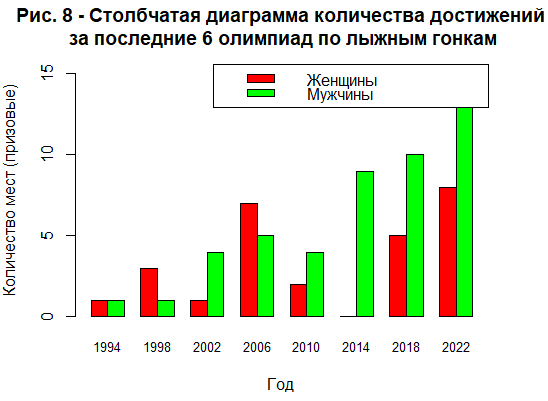 Рис. 8 - Столбчатая диаграмма количества достижений
за последние 6 олимпиад по лыжным гонкам
Женщины
Мужчины
Количество мест (призовые)
15
10
5
0
1994 1998 2002 2006 2010 2014 2018 2022
Год